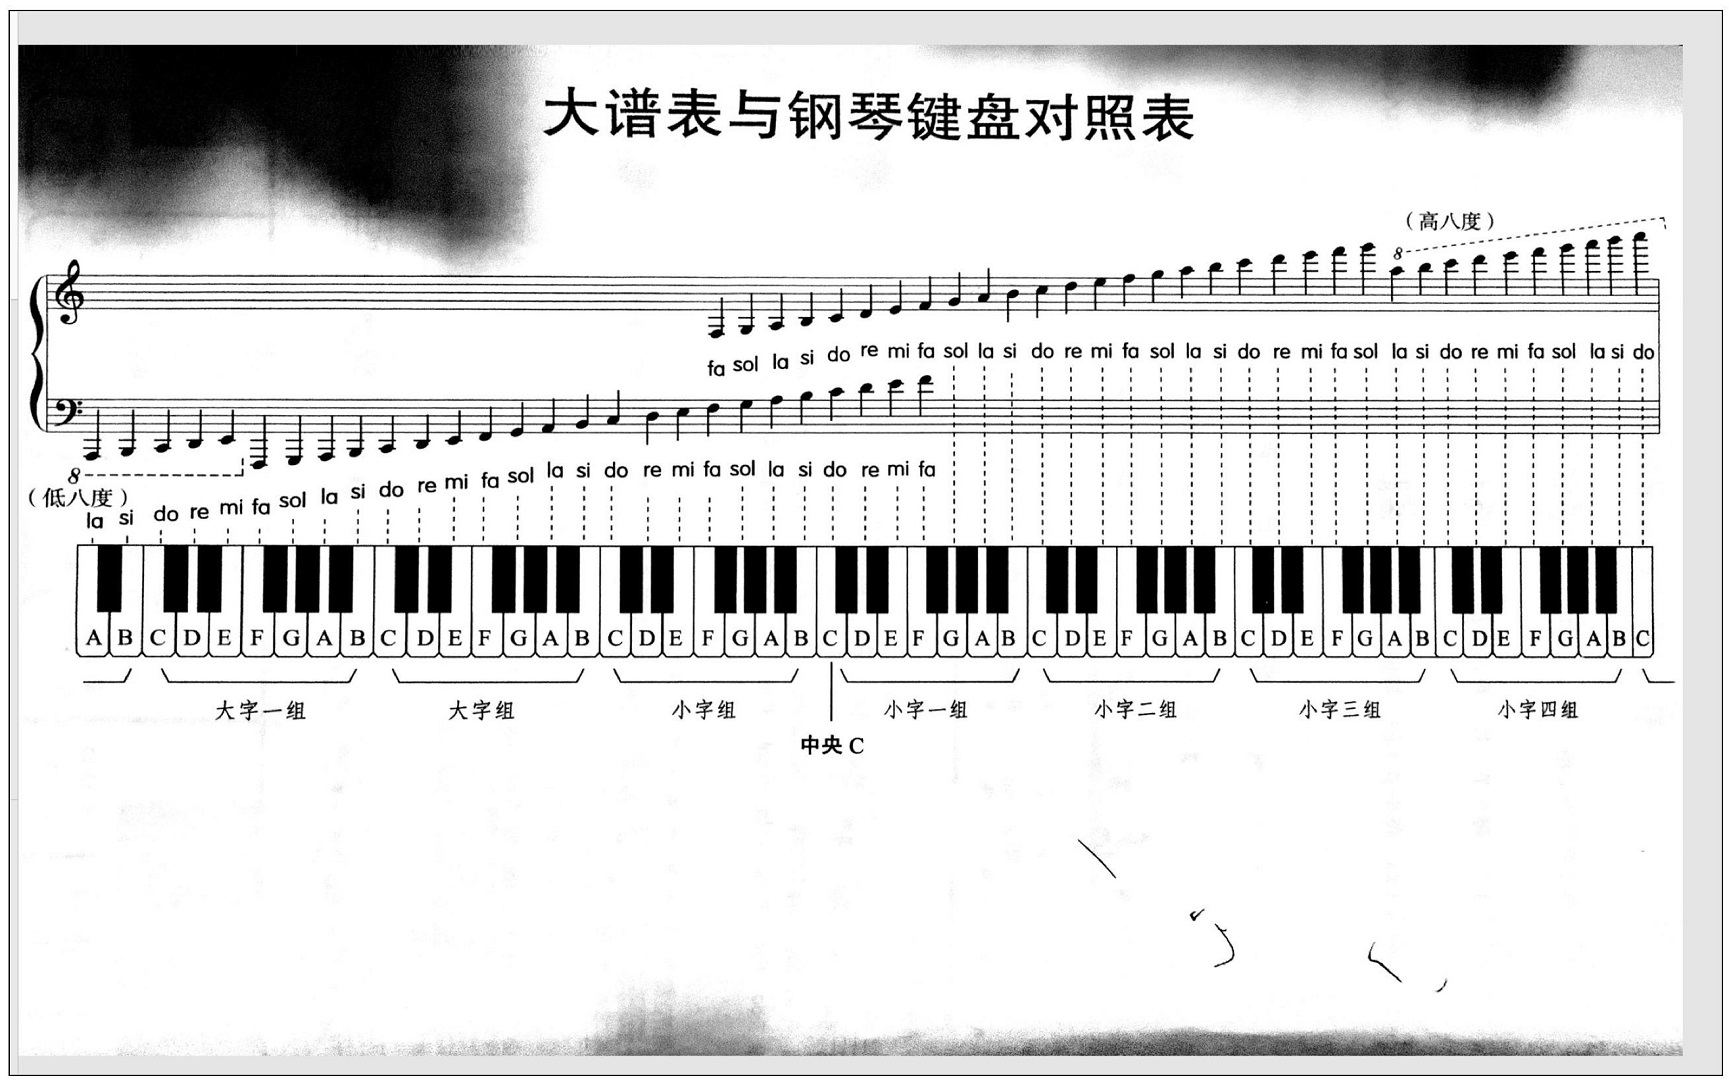 大谱表与钢琴键盘对照表
(高八度)
8
fa sol la si do re mi fa sol la si do re mi fa sol la si do re mi fa sol la si do re mi fa sol la si do
8
(低八度)
la si do re mi fa sol la si do re mi fa sol la si do re mi fa sol la si do re mi fa
A B C D E F G A B C D E F G A B C D E F G A B C D E F G A B C D E F G A B C D E F G A B C D E F G A B C
大字一组 大字组 小字组 小字一组 小字二组 小字三组 小字四组
中央 C